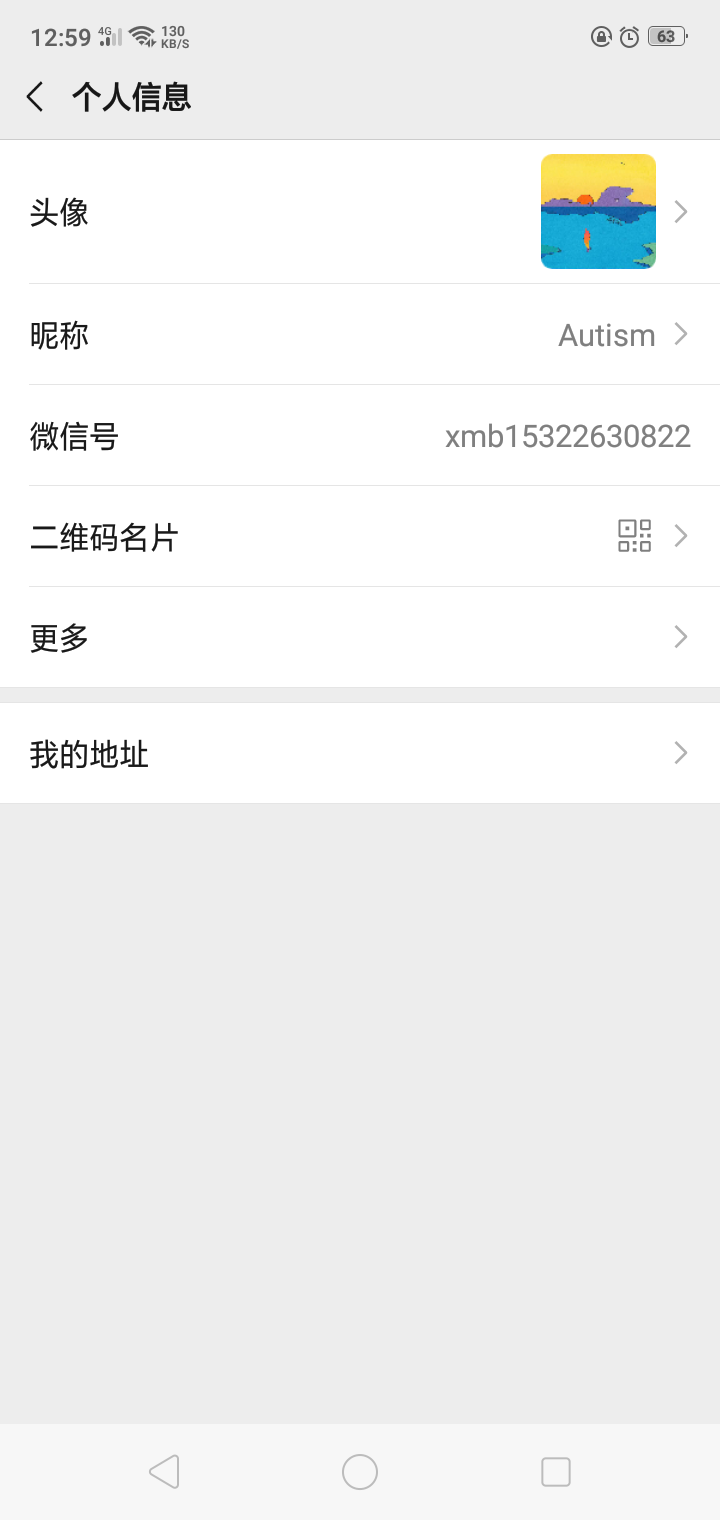 12:59 4G 130 KB/S 63
个人信息
头像
昵称 Autism
微信号 xmb15322630822
二维码名片
更多
我的地址